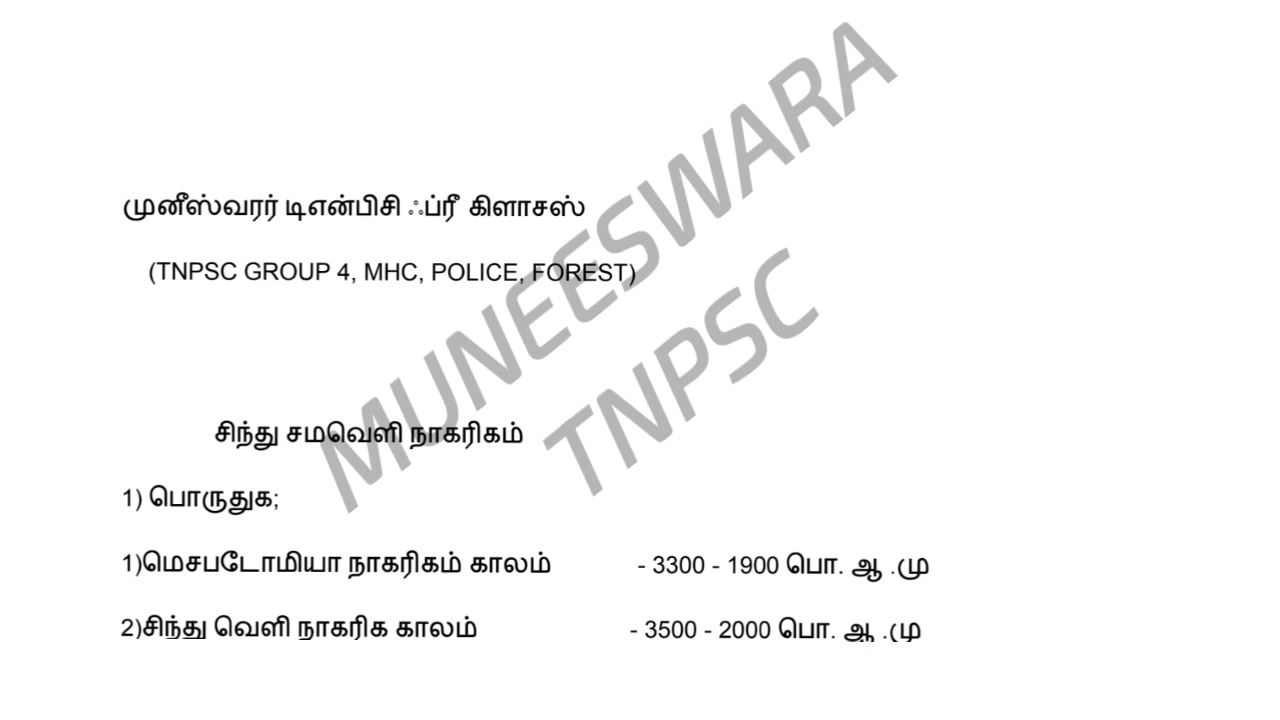 முனீஸ்வரர் டிஎன்பிசி ஃப்ரீ கிளாசஸ்
(TNPSC GROUP 4, MHC, POLICE, FOREST)
MUNEESWARA
TNPSC
சிந்து சமவெளி நாகரிகம்
1) பொருதுக;
1)மெசபடோமியா நாகரிகம் காலம் - 3300 - 1900 பொ. ஆ .மு
2)சிந்து வெளி நாகரிக காலம் - 3500 - 2000 பொ. ஆ .மு